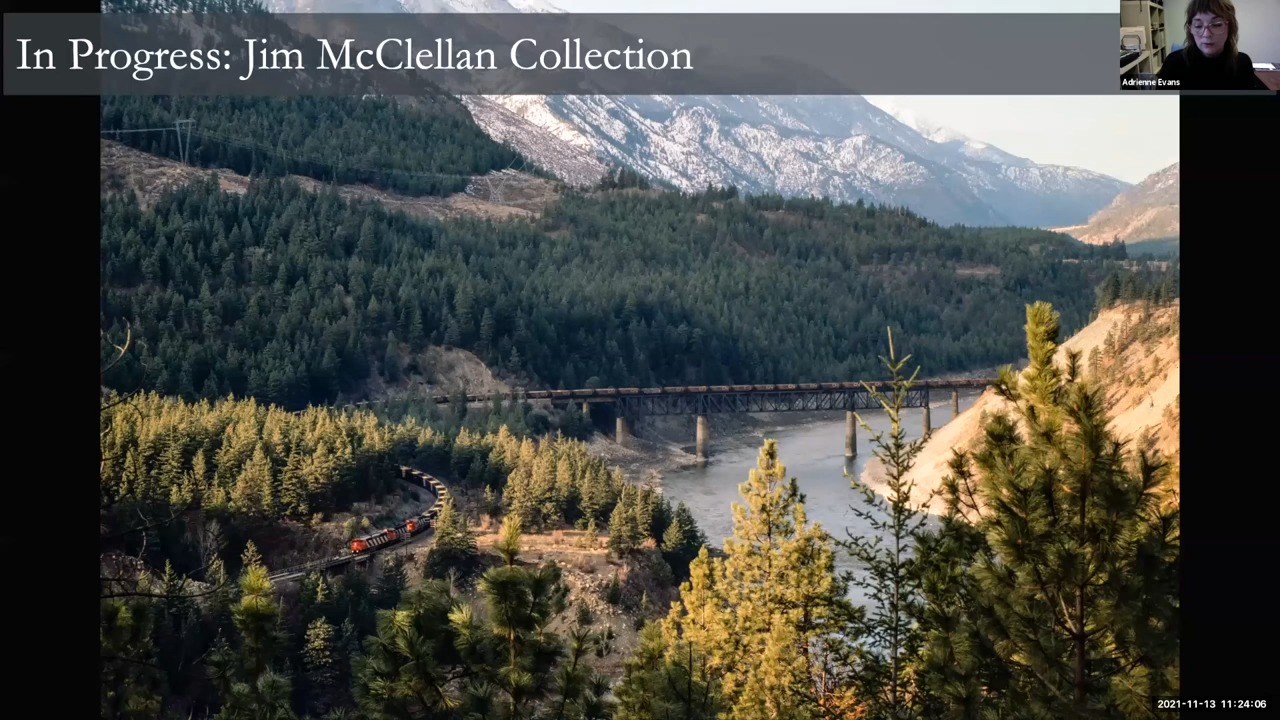 In Progress: Jim McClellan Collection
Adrienne Evans
2021-11-13 11:24:06